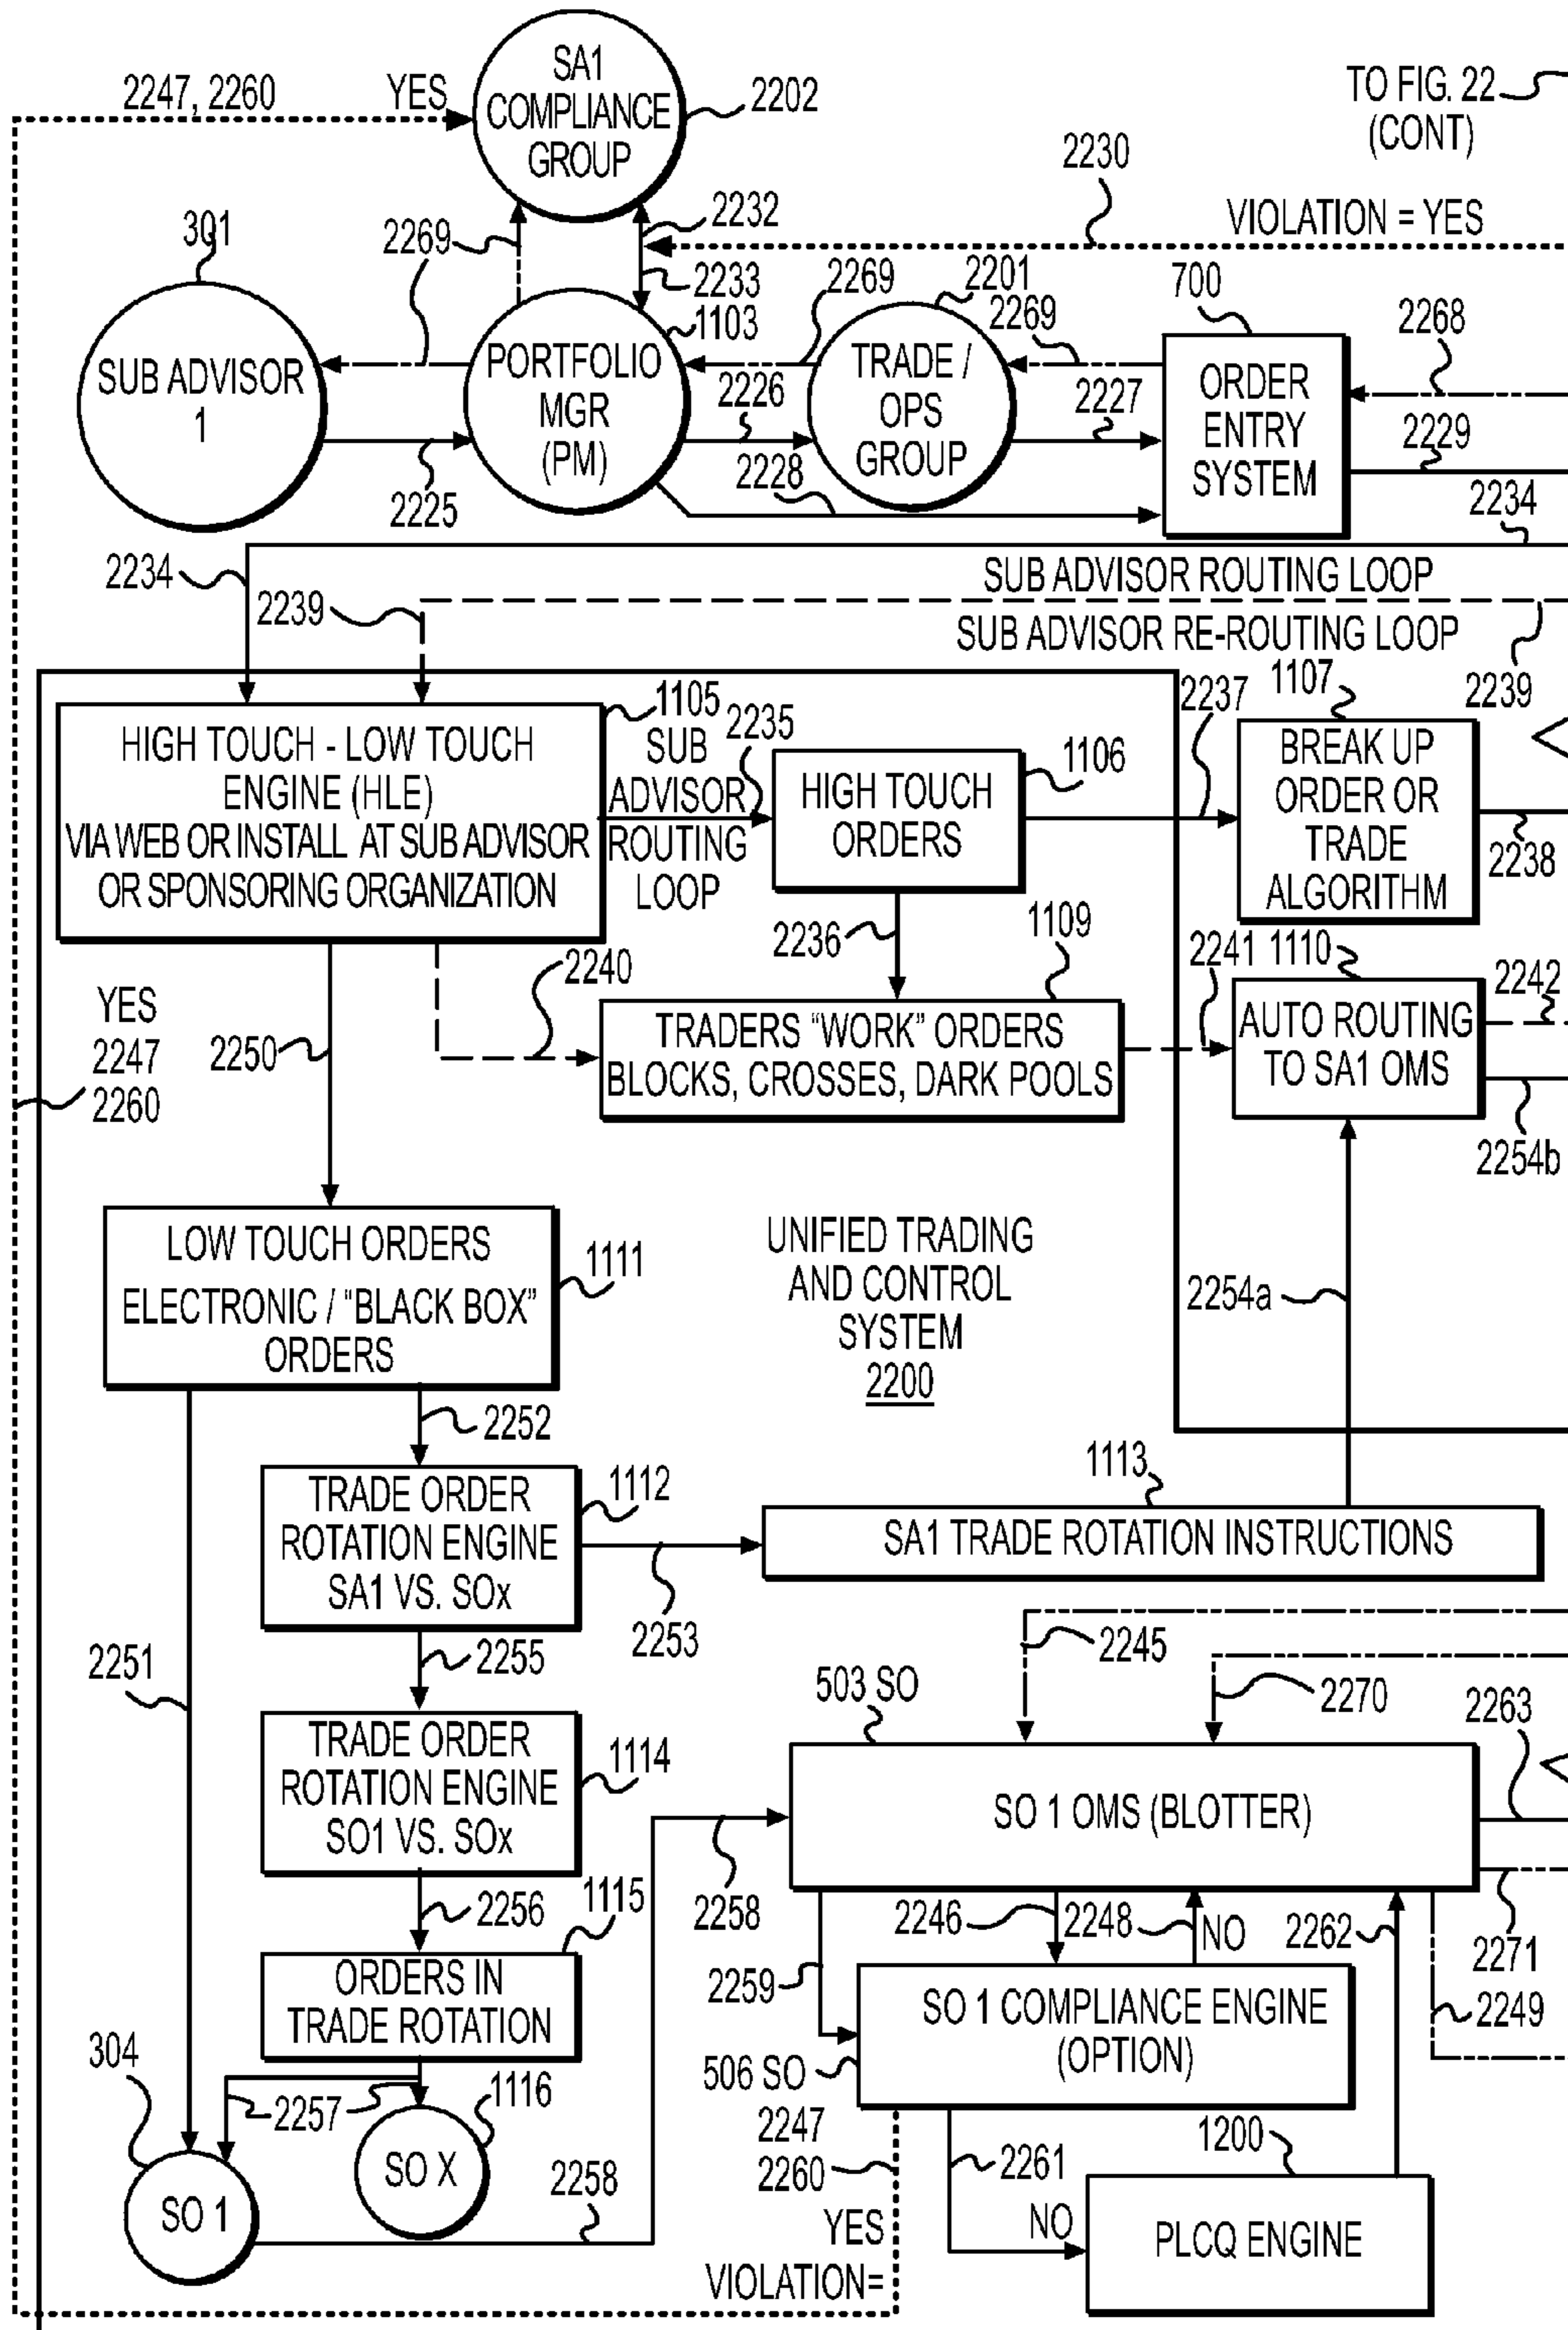 2247, 2260
YES
SA1
COMPLIANCE
GROUP
2202
TO FIG. 22
(CONT)
2230
VIOLATION = YES
2232
2233
2269
301
SUB ADVISOR
1
1103
PORTFOLIO
MGR
(PM)
2269
2201
TRADE /
OPS
GROUP
2269
700
ORDER
ENTRY
SYSTEM
2268
2225
2226
2228
2227
2229
2234
2234
2239
SUB ADVISOR ROUTING LOOP
SUB ADVISOR RE-ROUTING LOOP
2239
HIGH TOUCH - LOW TOUCH
ENGINE (HLE)
VIA WEB OR INSTALL AT SUB ADVISOR
OR SPONSORING ORGANIZATION
1105
2235
SUB
ADVISOR
ROUTING
LOOP
HIGH TOUCH
ORDERS
1106
2237
1107
BREAK UP
ORDER OR
TRADE
ALGORITHM
2238
2236
1109
2240
TRADERS "WORK" ORDERS
BLOCKS, CROSSES, DARK POOLS
2241
1110
AUTO ROUTING
TO SA1 OMS
2242
2254b
YES
2247
2260
2250
LOW TOUCH ORDERS
ELECTRONIC / "BLACK BOX"
ORDERS
1111
UNIFIED TRADING
AND CONTROL
SYSTEM
2200
2254a
2252
TRADE ORDER
ROTATION ENGINE
SA1 VS. SOx
1112
2253
1113
SA1 TRADE ROTATION INSTRUCTIONS
2251
2255
TRADE ORDER
ROTATION ENGINE
SO1 VS. SOx
1114
2256
1115
ORDERS IN
TRADE ROTATION
2257
304
SO 1
1116
SO X
2258
2258
503 SO
2245
2270
2263
SO 1 OMS (BLOTTER)
2246
2248
NO
2262
2271
2249
2259
SO 1 COMPLIANCE ENGINE
(OPTION)
506 SO
2247
2260
YES
VIOLATION=
2261
NO
1200
PLCQ ENGINE